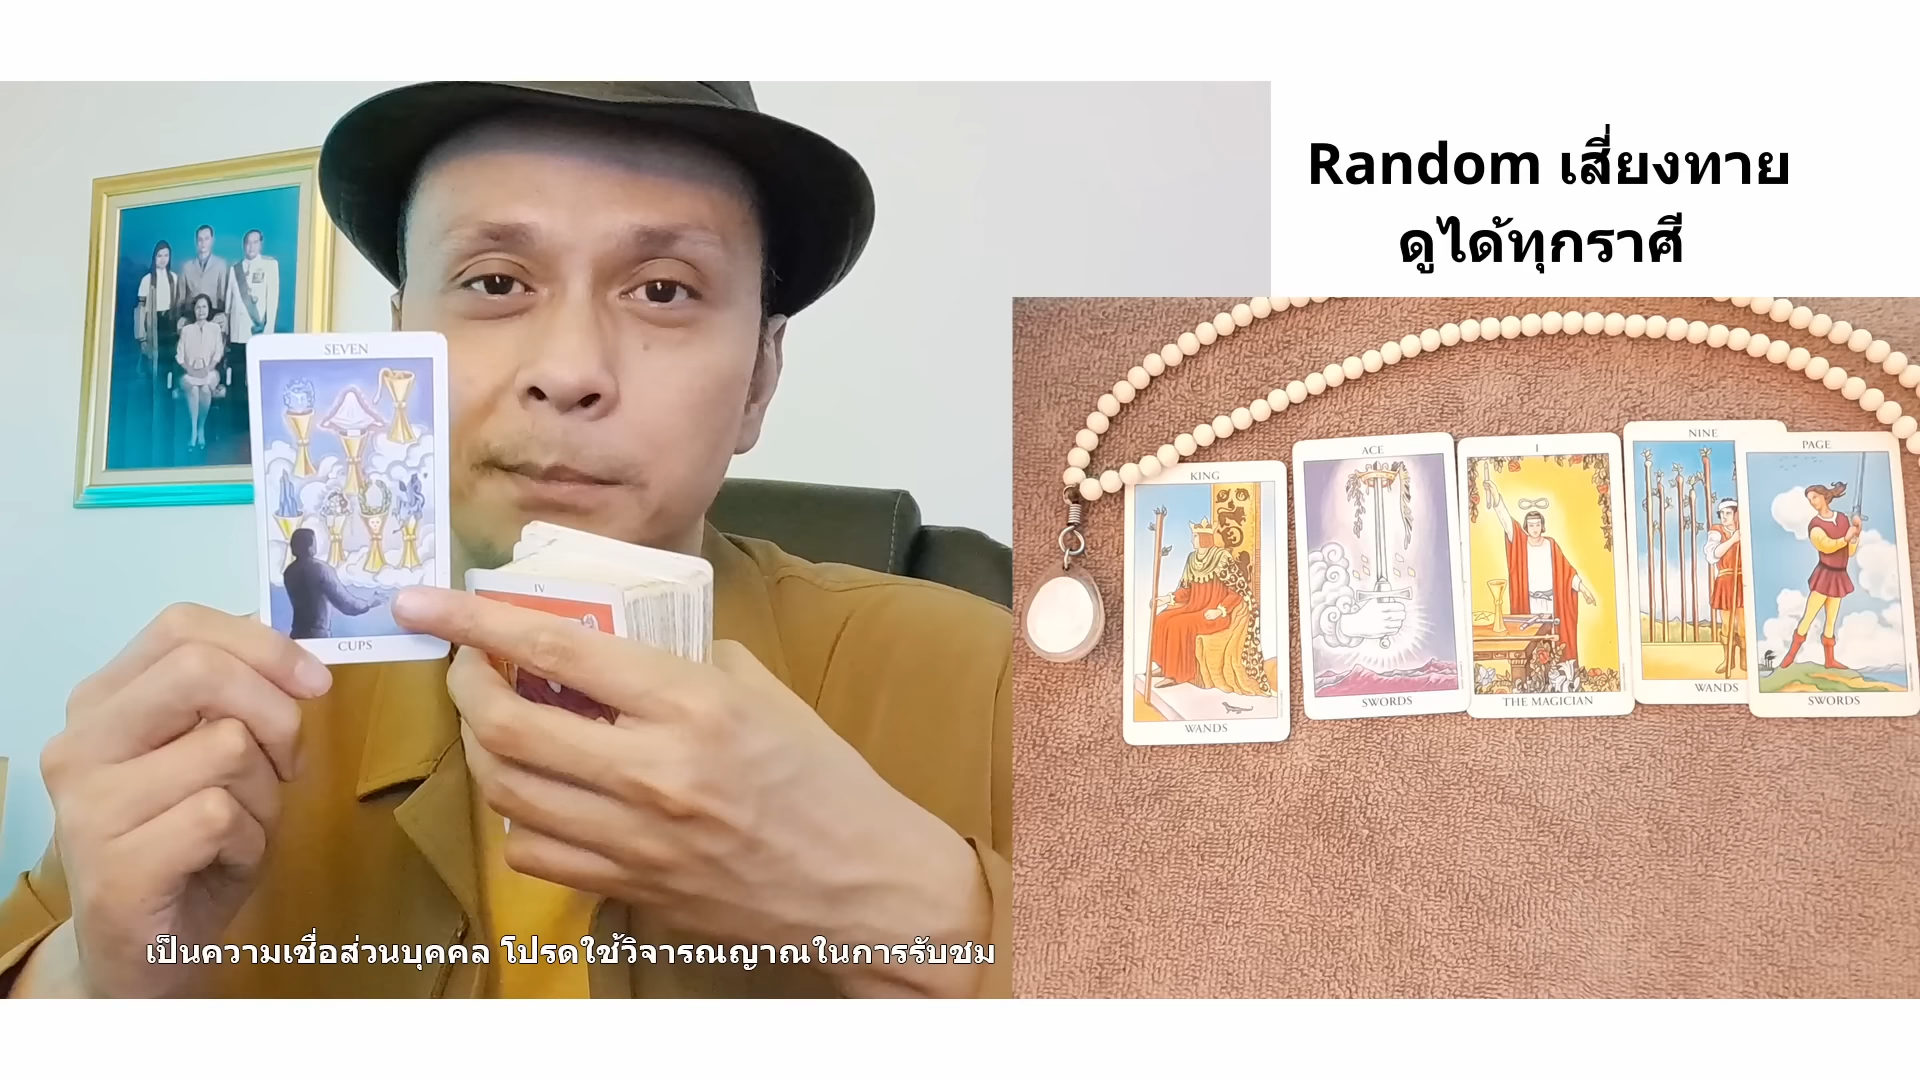 Random เสี่ยงทาย
ดูได้ทุกราศี
SEVEN
CUPS
IV
KING
WANDS
ACE
SWORDS
I
THE MAGICIAN
NINE
WANDS
PAGE
SWORDS
เป็นความเชื่อส่วนบุคคล โปรดใช้วิจารณญาณในการรับชม